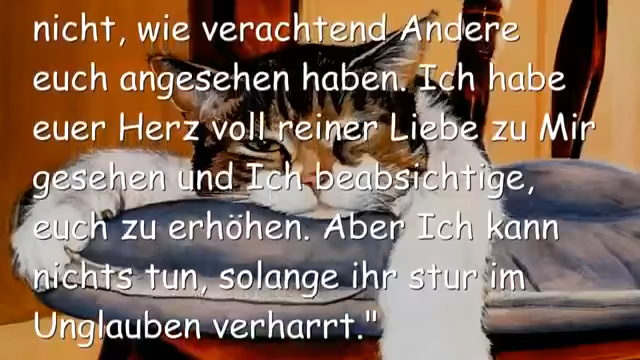 nicht, wie verachtend Andere
euch angesehen haben. Ich habe
euer Herz voll reiner Liebe zu Mir
gesehen und Ich beabsichtige,
euch zu erhöhen. Aber Ich kann
nichts tun, solange ihr stur im
Unglauben verharrt."